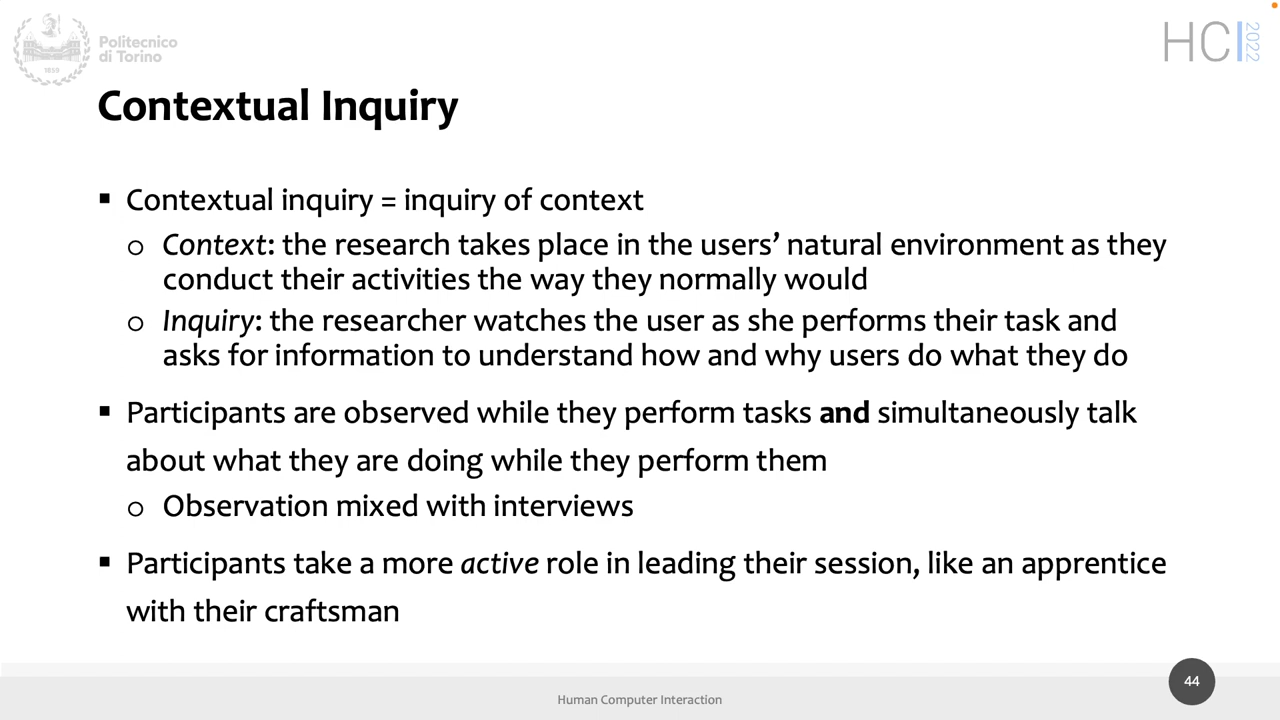 Politecnico
di Torino
1859
HCI 2022
Contextual Inquiry
▪ Contextual inquiry = inquiry of context
o Context: the research takes place in the users’ natural environment as they
conduct their activities the way they normally would
o Inquiry: the researcher watches the user as she performs their task and
asks for information to understand how and why users do what they do
▪ Participants are observed while they perform tasks and simultaneously talk
about what they are doing while they perform them
o Observation mixed with interviews
▪ Participants take a more active role in leading their session, like an apprentice
with their craftsman
Human Computer Interaction
44